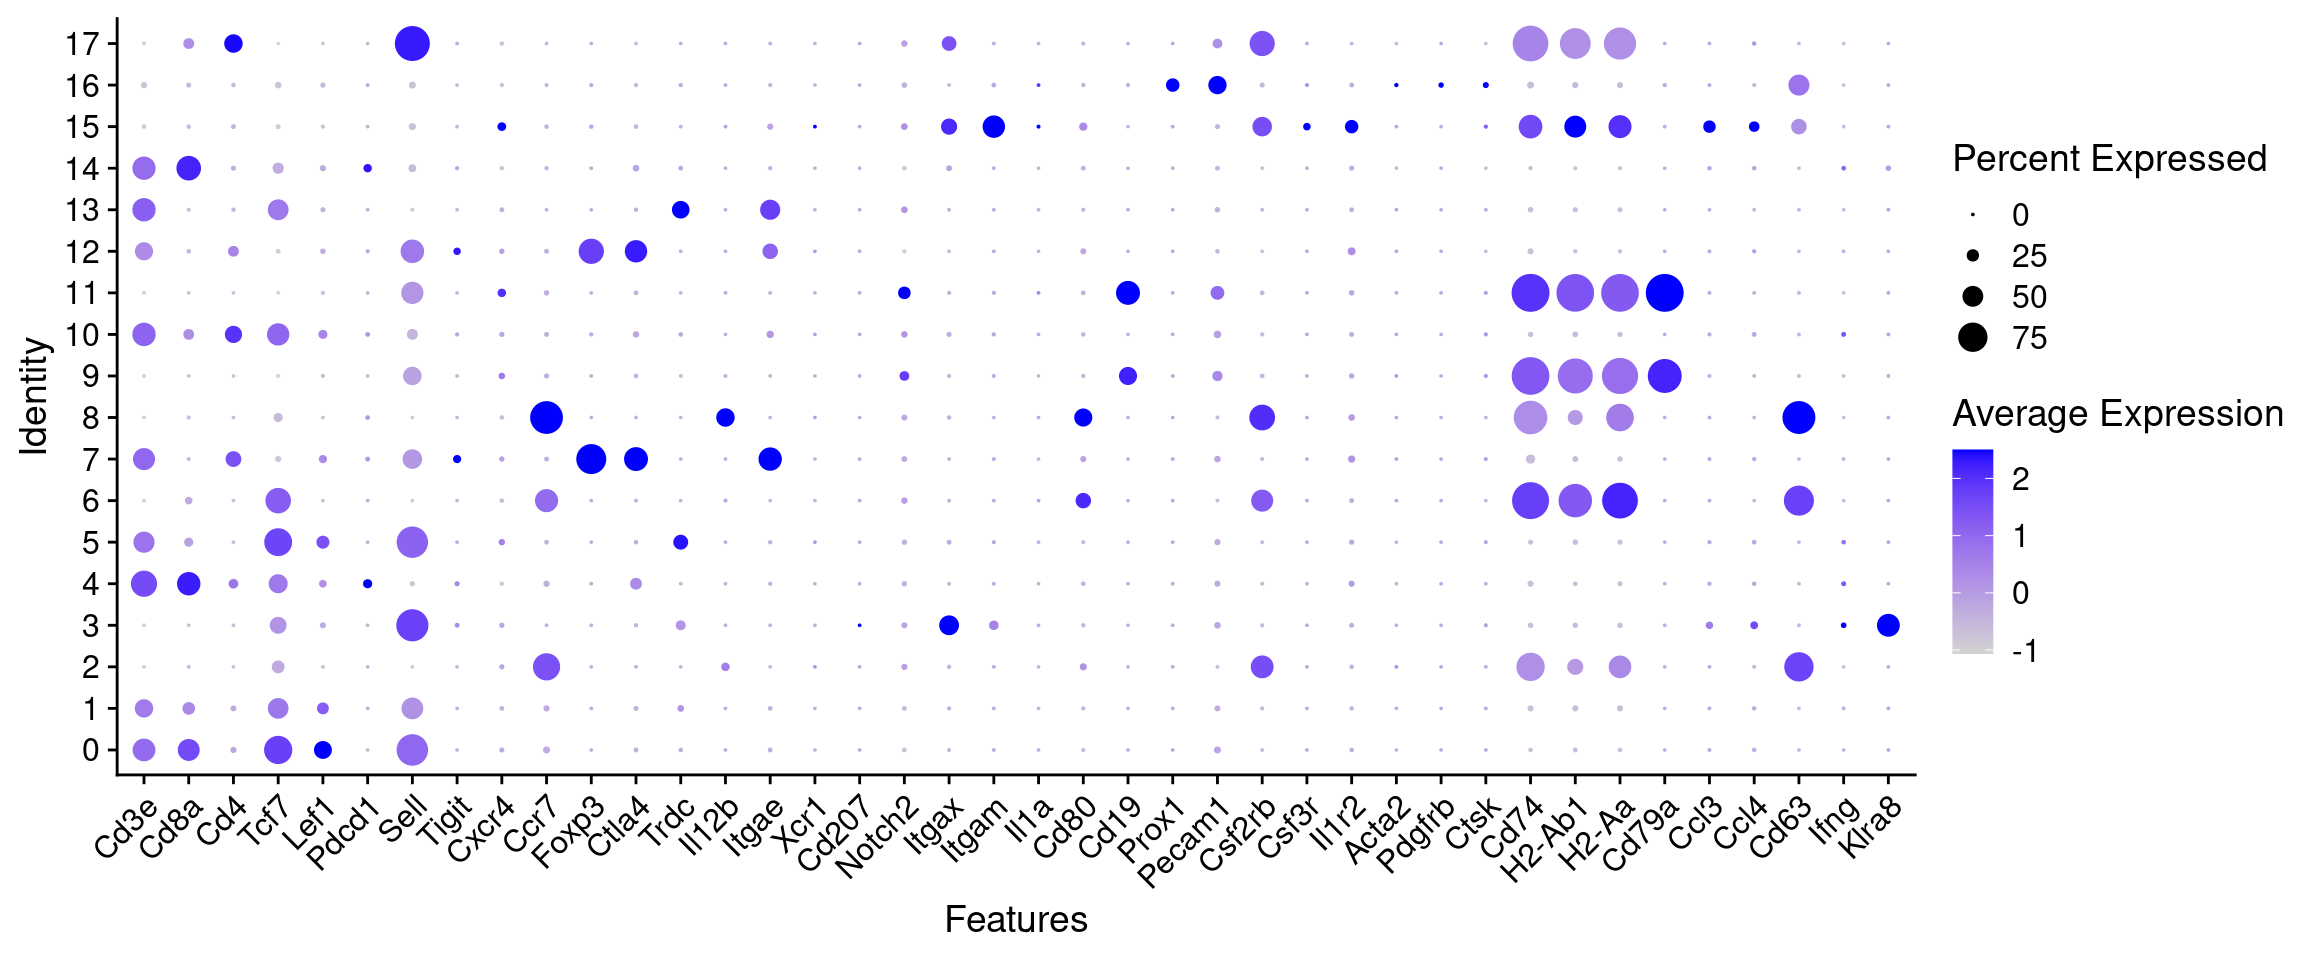 17
16
15
14
13
12
11
10
9
8
7
6
5
4
3
2
1
0
Identity
Cd3e
Cd8a
Cd4
Tcf7
Lef1
Pdcd1
Sell
Tigit
Cxcr4
Ccr7
Foxp3
Ctla4
Trdc
Il12b
Itgae
Xcr1
Cd207
Notch2
Itgax
Itgam
Il1a
Cd80
Cd19
Prox1
Pecam1
Csf2rb
Csf3r
Il1r2
Acta2
Pdgfrb
Ctsk
Cd74
H2-Ab1
H2-Aa
Cd79a
Ccl3
Ccl4
Cd63
Ifng
Klra8
Features
Percent Expressed
0
25
50
75
Average Expression
2
1
0
-1